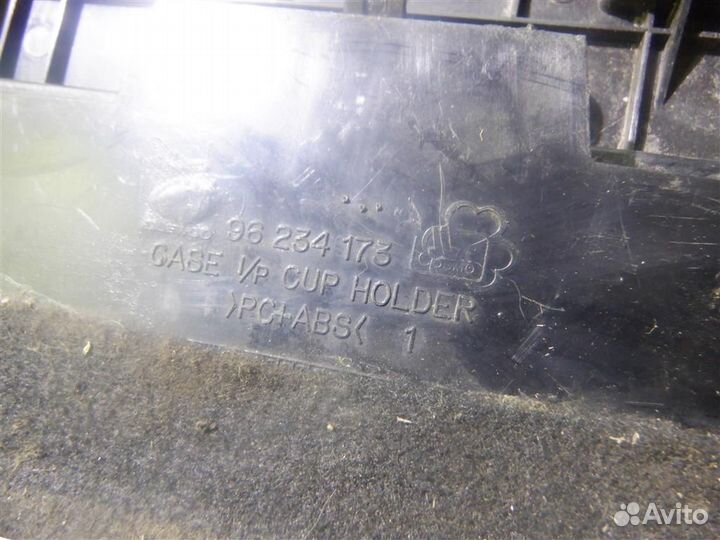 96 234 173
CASE I/P CUP HOLDER
>PC+ABS< 1
Avito